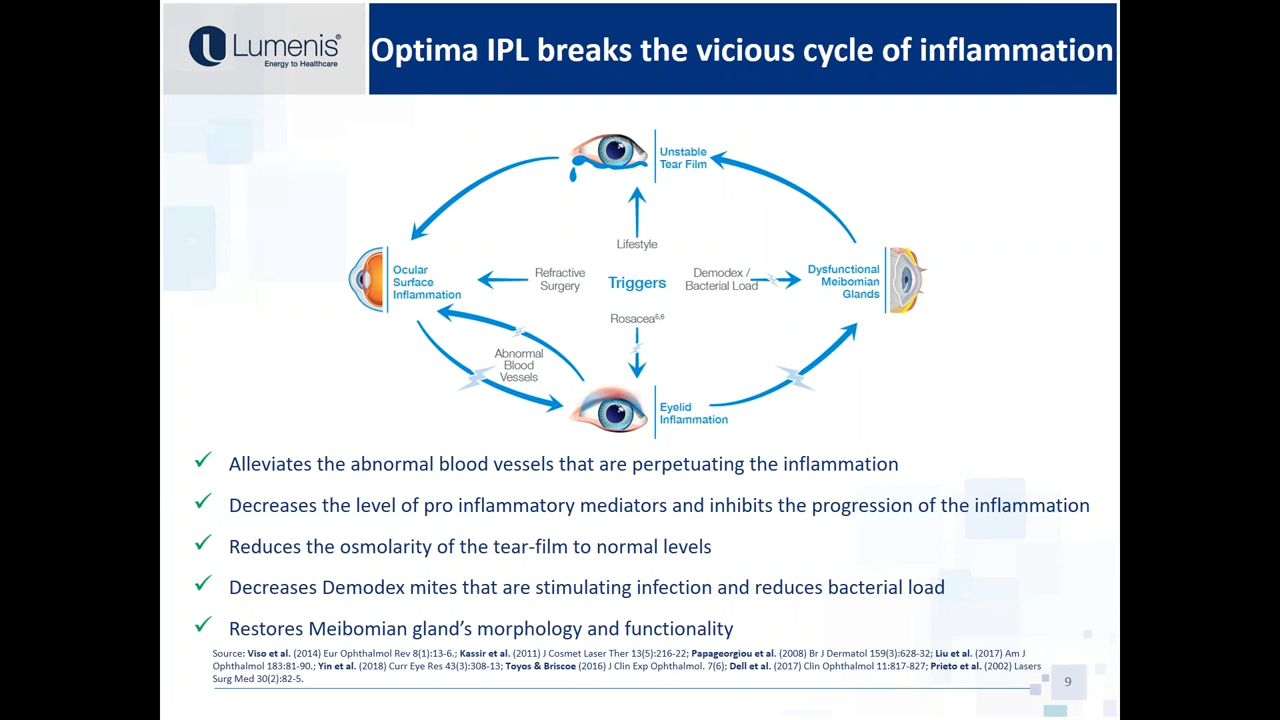 Lumenis®
Energy to Healthcare
Optima IPL breaks the vicious cycle of inflammation
Unstable
Tear Film
Lifestyle
Ocular
Surface
Inflammation
Refractive
Surgery
Triggers
Demodex /
Bacterial Load
Dysfunctional
Meibomian
Glands
Rosacea5,6
Abnormal
Blood
Vessels
Eyelid
Inflammation
✓ Alleviates the abnormal blood vessels that are perpetuating the inflammation
✓ Decreases the level of pro inflammatory mediators and inhibits the progression of the inflammation
✓ Reduces the osmolarity of the tear-film to normal levels
✓ Decreases Demodex mites that are stimulating infection and reduces bacterial load
✓ Restores Meibomian gland's morphology and functionality
Source: Viso et al. (2014) Eur Ophthalmol Rev 8(1):13-6.; Kassir et al. (2011) J Cosmet Laser Ther 13(5):216-22; Papageorgiou et al. (2008) Br J Dermatol 159(3):628-32; Liu et al. (2017) Am J
Ophthalmol 183:81-90.; Yin et al. (2018) Curr Eye Res 43(3):308-13; Toyos & Briscoe (2016) J Clin Exp Ophthalmol. 7(6); Dell et al. (2017) Clin Ophthalmol 11:817-827; Prieto et al. (2002) Lasers
Surg Med 30(2):82-5.
9